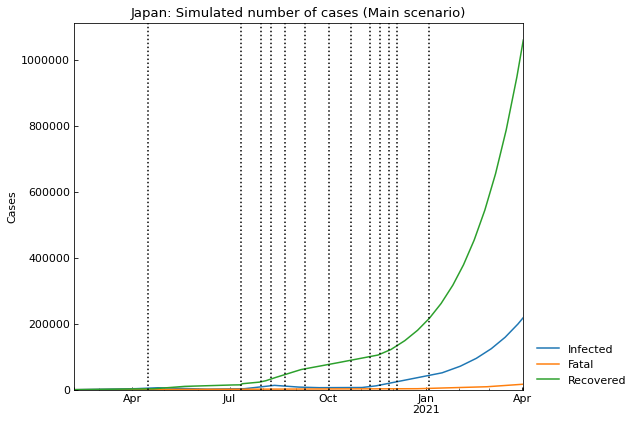 Japan: Simulated number of cases (Main scenario)
Cases
1000000
800000
600000
400000
200000
0
Apr
Jul
Oct
Jan
2021
Apr
Infected
Fatal
Recovered